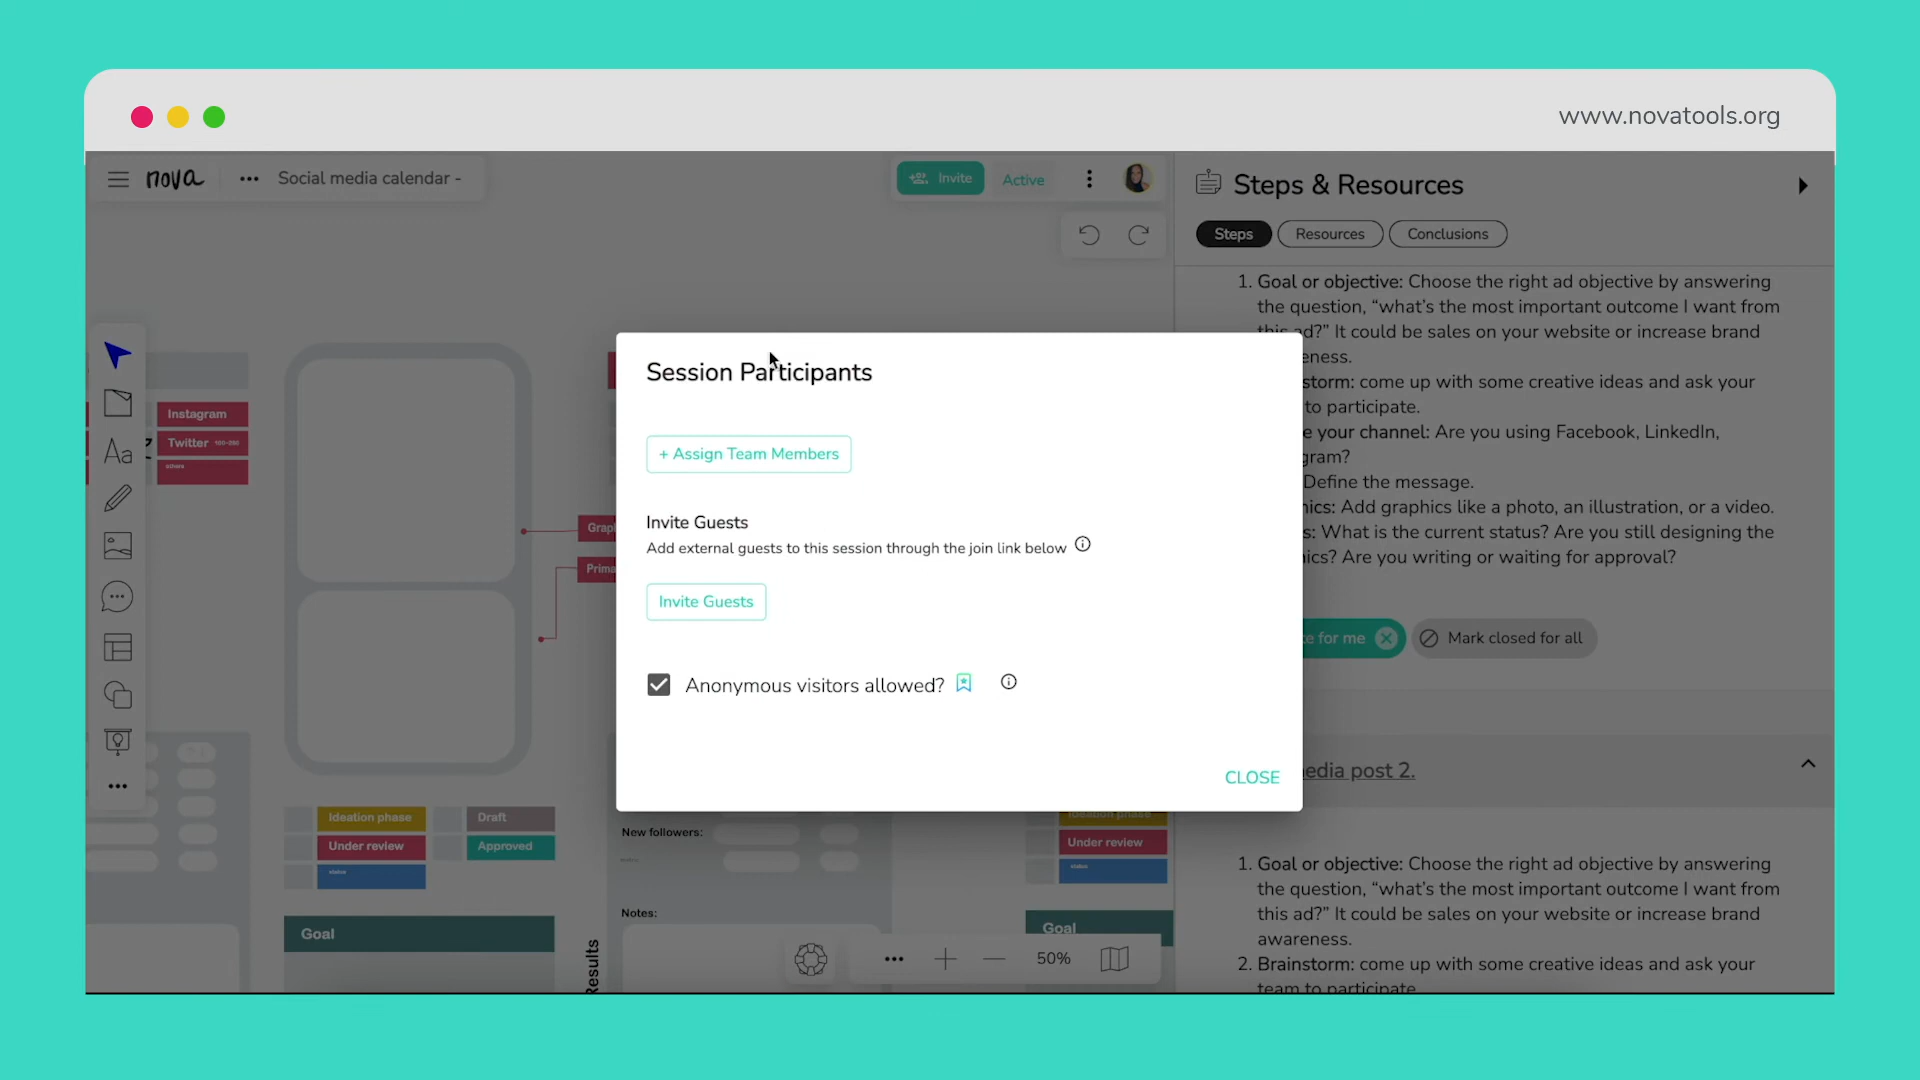 www.novatools.org
nova
Social media calendar -
Invite
Active
Steps & Resources
Steps
Resources
Conclusions
1. Goal or objective: Choose the right ad objective by answering
the question, “what's the most important outcome I want from
this ad?” It could be sales on your website or increase brand
eness.
storm: come up with some creative ideas and ask your
to participate.
e your channel: Are you using Facebook, LinkedIn,
gram?
Define the message.
nics: Add graphics like a photo, an illustration, or a video.
s: What is the current status? Are you still designing the
ics? Are you writing or waiting for approval?
te for me
Mark closed for all
edia post 2.
1. Goal or objective: Choose the right ad objective by answering
the question, “what's the most important outcome I want from
this ad?” It could be sales on your website or increase brand
awareness.
2. Brainstorm: come up with some creative ideas and ask your
team to participate
Session Participants
+ Assign Team Members
Invite Guests
Add external guests to this session through the join link below
Invite Guests
Anonymous visitors allowed?
CLOSE
Instagram
Twitter 100-280
others
Aa
Grap
Prima
Ideation phase
Draft
Under review
Approved
status
Goal
New followers:
Notes:
Results
Ideation phase
Under review
status
Goal
50%